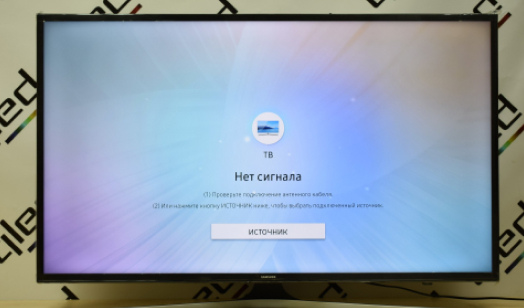 ТВ
Нет сигнала
(1) Проверьте подключение антенного кабеля.
(2) Или нажмите кнопку ИСТОЧНИК ниже, чтобы выбрать подключенный источник.
ИСТОЧНИК
SAMSUNG